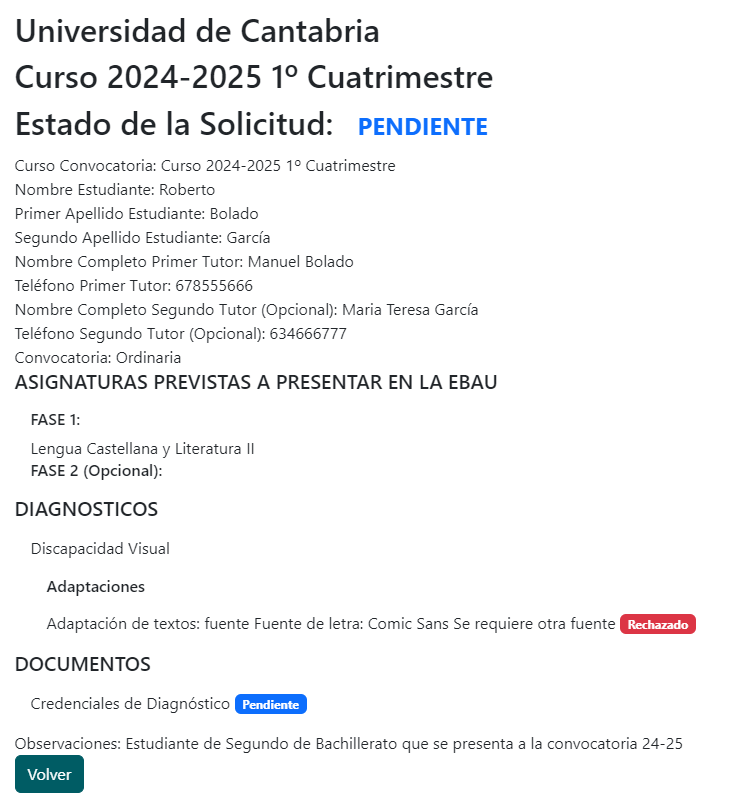 Universidad de Cantabria
Curso 2024-2025 1º Cuatrimestre
Estado de la Solicitud: PENDIENTE
Curso Convocatoria: Curso 2024-2025 1º Cuatrimestre
Nombre Estudiante: Roberto
Primer Apellido Estudiante: Bolado
Segundo Apellido Estudiante: García
Nombre Completo Primer Tutor: Manuel Bolado
Teléfono Primer Tutor: 678555666
Nombre Completo Segundo Tutor (Opcional): Maria Teresa García
Teléfono Segundo Tutor (Opcional): 634666777
Convocatoria: Ordinaria
ASIGNATURAS PREVISTAS A PRESENTAR EN LA EBAU
FASE 1:
Lengua Castellana y Literatura II
FASE 2 (Opcional):
DIAGNOSTICOS
Discapacidad Visual
Adaptaciones
Adaptación de textos: fuente Fuente de letra: Comic Sans Se requiere otra fuente Rechazado
DOCUMENTOS
Credenciales de Diagnóstico Pendiente
Observaciones: Estudiante de Segundo de Bachillerato que se presenta a la convocatoria 24-25
Volver